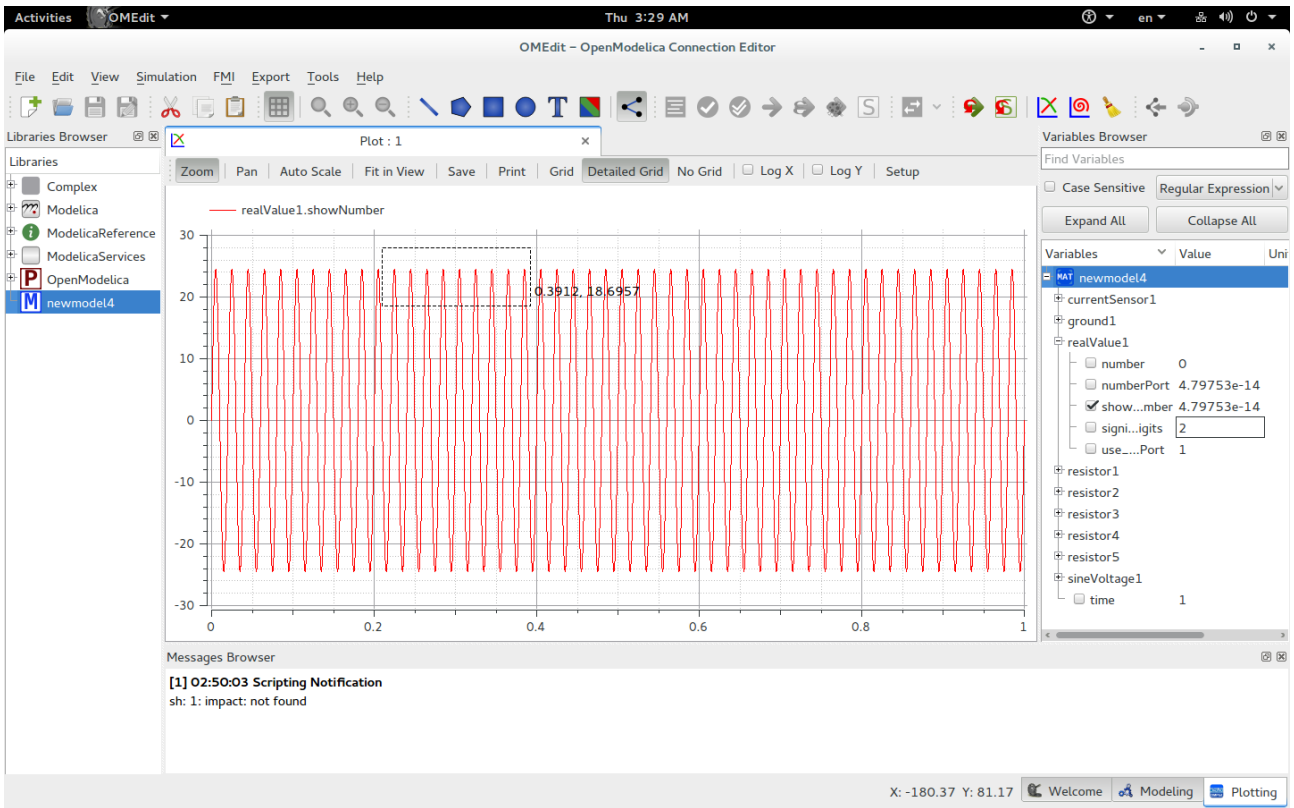 Activities OMEdit Thu 3:29 AM en
OMEdit – OpenModelica Connection Editor
File Edit View Simulation FMI Export Tools Help
Libraries Browser
Libraries
Complex
Modelica
ModelicaReference
ModelicaServices
OpenModelica
newmodel4
Plot : 1
Zoom Pan Auto Scale Fit in View Save Print Grid Detailed Grid No Grid Log X Log Y Setup
realValue1.showNumber
30
20
10
0
-10
-20
-30
0 0.2 0.4 0.6 0.8 1
0.3912, 18.6957
Messages Browser
[1] 02:50:03 Scripting Notification
sh: 1: impact: not found
Variables Browser
Find Variables
Case Sensitive Regular Expression
Expand All Collapse All
Variables Value Uni
MAT newmodel4
currentSensor1
ground1
realValue1
number 0
numberPort 4.79753e-14
show...mber 4.79753e-14
signi...igits 2
use_...Port 1
resistor1
resistor2
resistor3
resistor4
resistor5
sineVoltage1
time 1
X: -180.37 Y: 81.17 Welcome Modeling Plotting